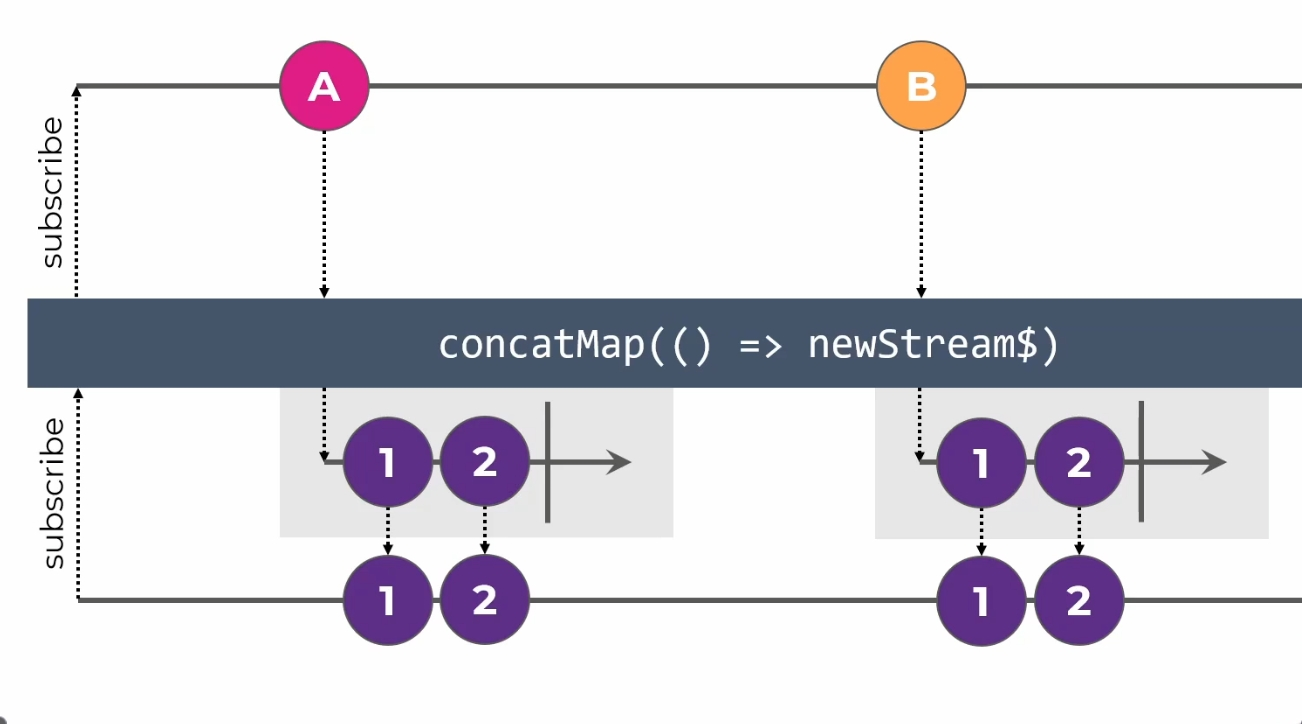 A
B
subscribe
concatMap(() => newStream$)
subscribe
1 2
1 2
1 2
1 2